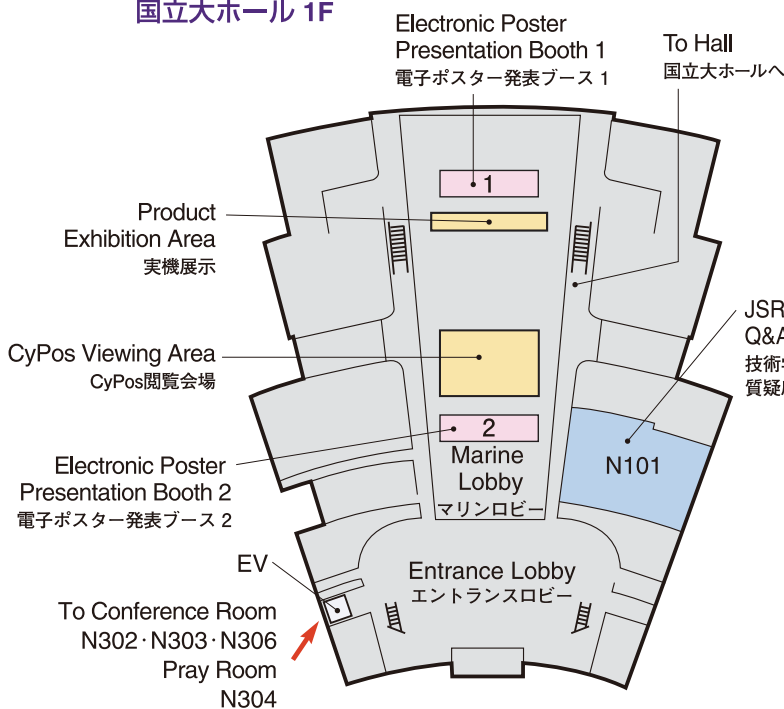 国立大ホール 1F
Electronic Poster
Presentation Booth 1
電子ポスター発表ブース 1
To Hall
国立大ホールへ
1
Product
Exhibition Area
実機展示
CyPos Viewing Area
CyPos閲覧会場
JSR
Q&A
技術
2
Marine
Lobby
マリンロビー
N101
Electronic Poster
Presentation Booth 2
電子ポスター発表ブース 2
EV
Entrance Lobby
エントランスロビー
To Conference Room
N302・N303・N306
Pray Room
N304